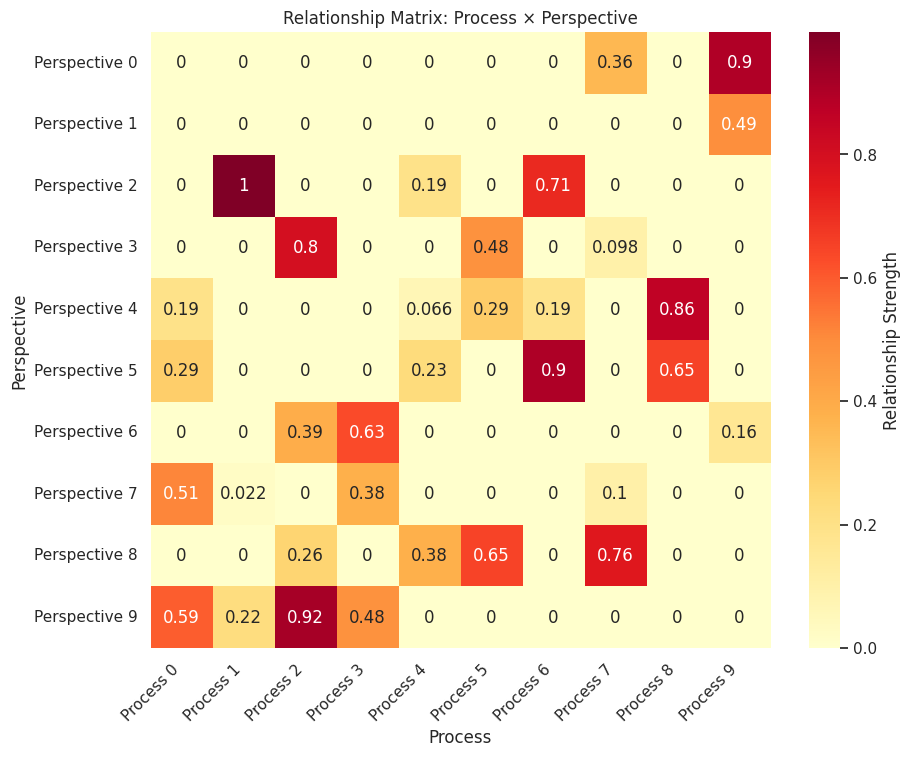 Relationship Matrix: Process × Perspective
Perspective 0 0 0 0 0 0 0 0 0.36 0 0.9
Perspective 1 0 0 0 0 0 0 0 0 0 0.49
Perspective 2 0 1 0 0 0.19 0 0.71 0 0 0
Perspective 3 0 0 0.8 0 0 0.48 0 0.098 0 0
Perspective 4 0.19 0 0 0 0.066 0.29 0.19 0 0.86 0
Perspective 5 0.29 0 0 0 0.23 0 0.9 0 0.65 0
Perspective 6 0 0 0.39 0.63 0 0 0 0 0 0.16
Perspective 7 0.51 0.022 0 0.38 0 0 0 0.1 0 0
Perspective 8 0 0 0.26 0 0.38 0.65 0 0.76 0 0
Perspective 9 0.59 0.22 0.92 0.48 0 0 0 0 0 0
Process 0 Process 1 Process 2 Process 3 Process 4 Process 5 Process 6 Process 7 Process 8 Process 9
Process
Perspective
0.8
0.6
0.4
0.2
0.0
Relationship Strength